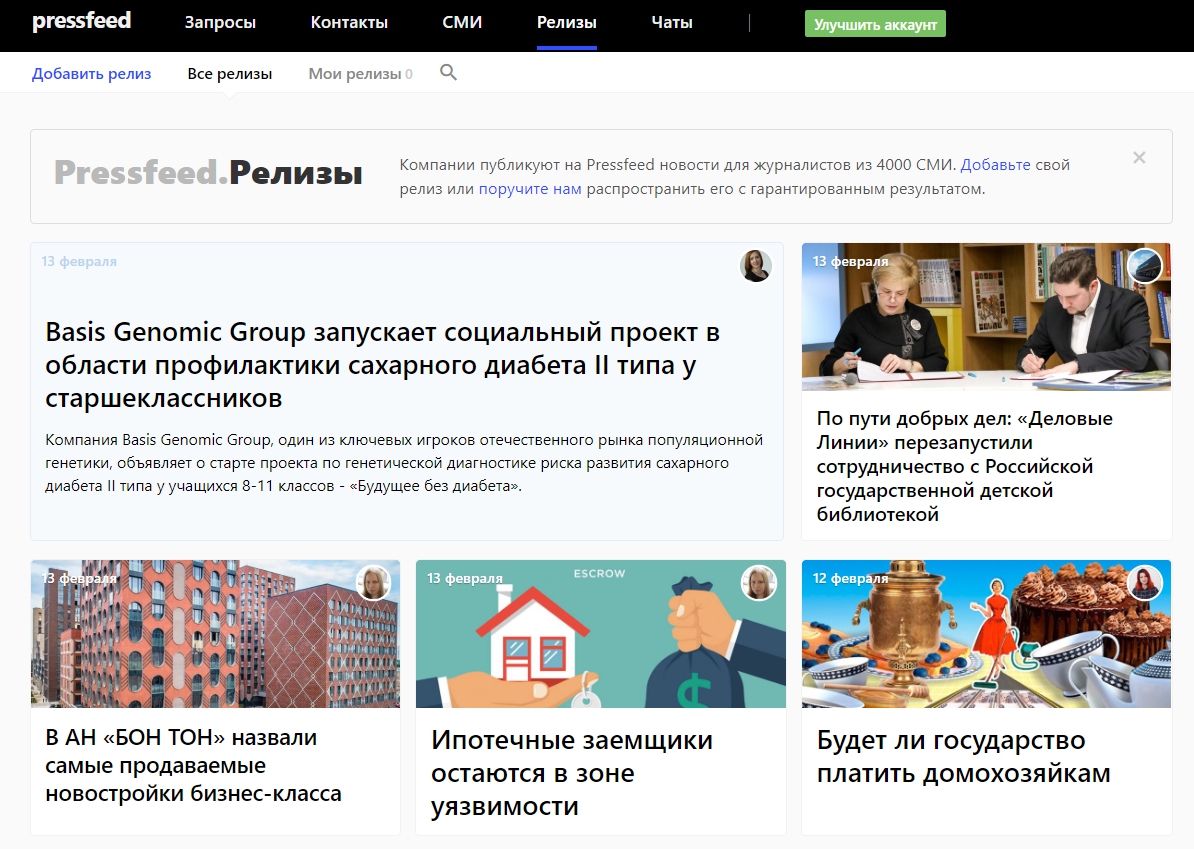 pressfeed Запросы Контакты СМИ Релизы Чаты Улучшить аккаунт
Добавить релиз Все релизы Мои релизы 0
Pressfeed.Релизы
Компании публикуют на Pressfeed новости для журналистов из 4000 СМИ. Добавьте свой
релиз или поручите нам распространить его с гарантированным результатом.
13 февраля
Basis Genomic Group запускает социальный проект в
области профилактики сахарного диабета II типа у
старшеклассников
Компания Basis Genomic Group, один из ключевых игроков отечественного рынка популяционной
генетики, объявляет о старте проекта по генетической диагностике риска развития сахарного
диабета II типа у учащихся 8-11 классов - «Будущее без диабета».
13 февраля
По пути добрых дел: «Деловые
Линии» перезапустили
сотрудничество с Российской
государственной детской
библиотекой
13 февраля
В АН «БОН ТОН» назвали
самые продаваемые
новостройки бизнес-класса
13 февраля
ESCROW
Ипотечные заемщики
остаются в зоне
уязвимости
12 февраля
Будет ли государство
платить домохозяйкам